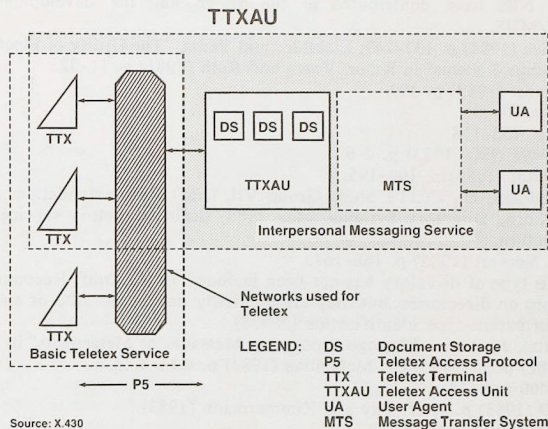 TTXAU
TTX
TTX
TTX
DS DS DS
TTXAU
MTS
UA
UA
Interpersonal Messaging Service
Networks used for
Teletex
Basic Teletex Service
P5
LEGEND: DS Document Storage
P5 Teletex Access Protocol
TTX Teletex Terminal
TTXAU Teletex Access Unit
UA User Agent
MTS Message Transfer System
Source: X.430